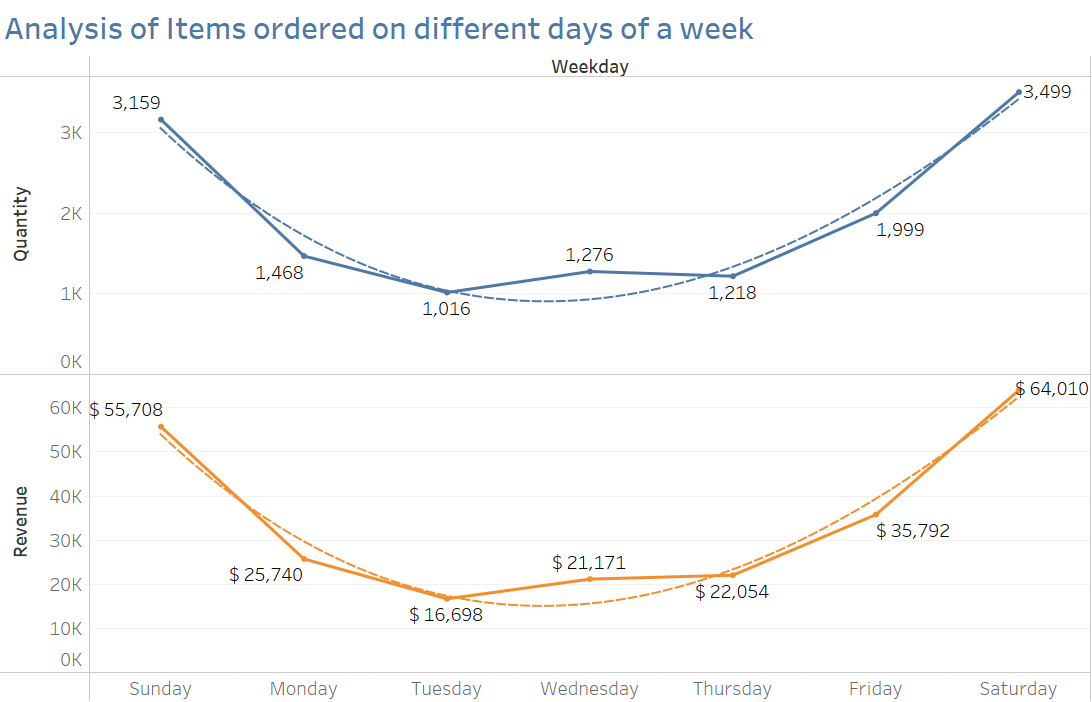 Analysis of Items ordered on different days of a week
Weekday
Quantity
3K
2K
1K
0K
3,159
1,468
1,016
1,276
1,218
1,999
3,499
Revenue
60K
50K
40K
30K
20K
10K
0K
$ 55,708
$ 25,740
$ 16,698
$ 21,171
$ 22,054
$ 35,792
$ 64,010
Sunday Monday Tuesday Wednesday Thursday Friday Saturday